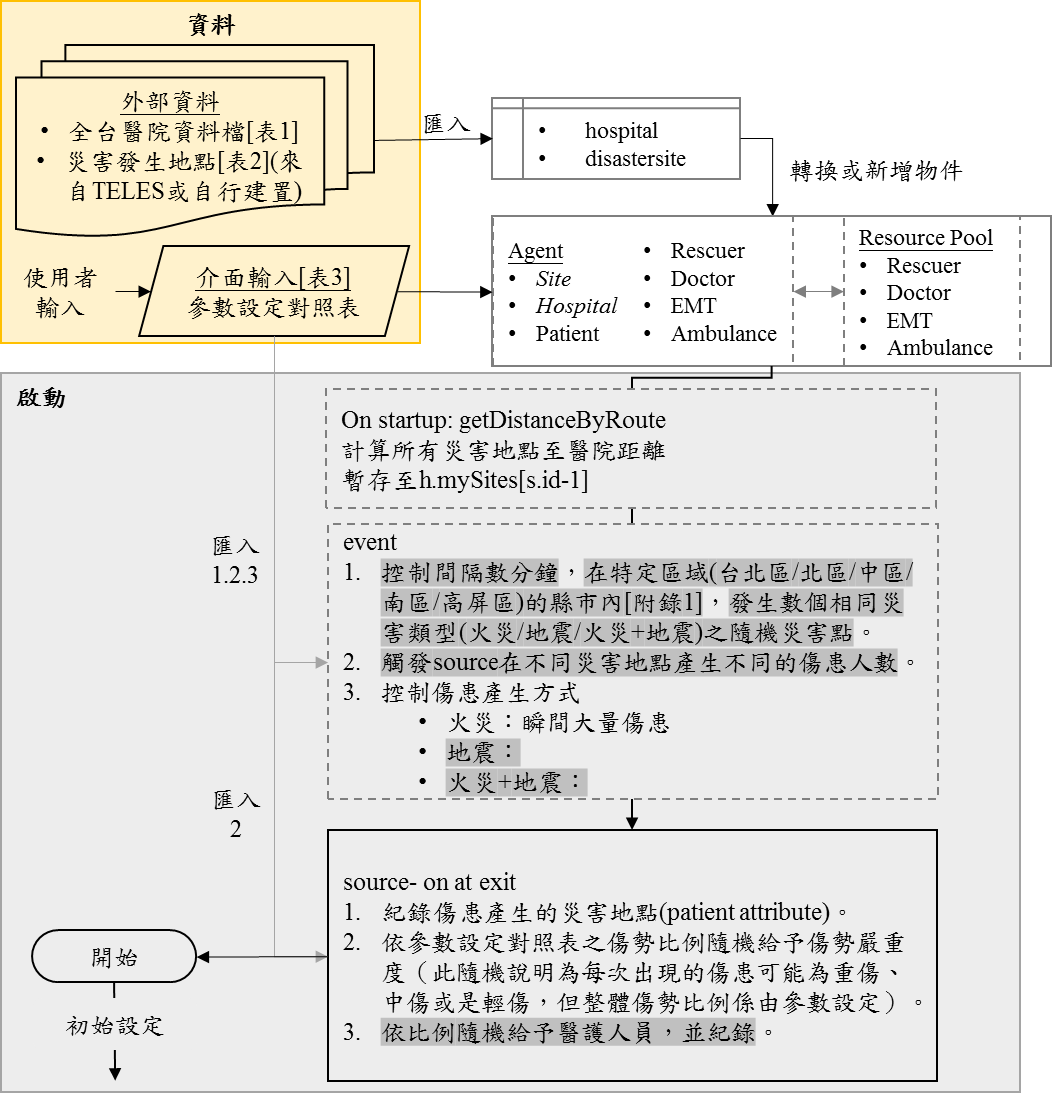 資料
外部資料
• 全台醫院資料檔[表1]
• 災害發生地點[表2](來
自TELES或自行建置)
匯入
• hospital
• disastersite
轉換或新增物件
使用者
輸入
介面輸入[表3]
參數設定對照表
Agent
• Site
• Hospital
• Patient
• Rescuer
• Doctor
• EMT
• Ambulance
Resource Pool
• Rescuer
• Doctor
• EMT
• Ambulance
啟動
On startup: getDistanceByRoute
計算所有災害地點至醫院距離
暫存至h.mySites[s.id-1]
匯入
1.2.3
event
1. 控制間隔數分鐘，在特定區域(台北區/北區/中區/
南區/高屏區)的縣市內[附錄1]，發生數個相同災
害類型(火災/地震/火災+地震)之隨機災害點。
2. 觸發source在不同災害地點產生不同的傷患人數。
3. 控制傷患產生方式
• 火災：瞬間大量傷患
• 地震：
• 火災+地震：
匯入
2
source- on at exit
1. 紀錄傷患產生的災害地點(patient attribute)。
2. 依參數設定對照表之傷勢比例隨機給予傷勢嚴重
度（此隨機說明為每次出現的傷患可能為重傷、
中傷或是輕傷，但整體傷勢比例係由參數設定）。
3. 依比例隨機給予醫護人員，並紀錄。
開始
初始設定